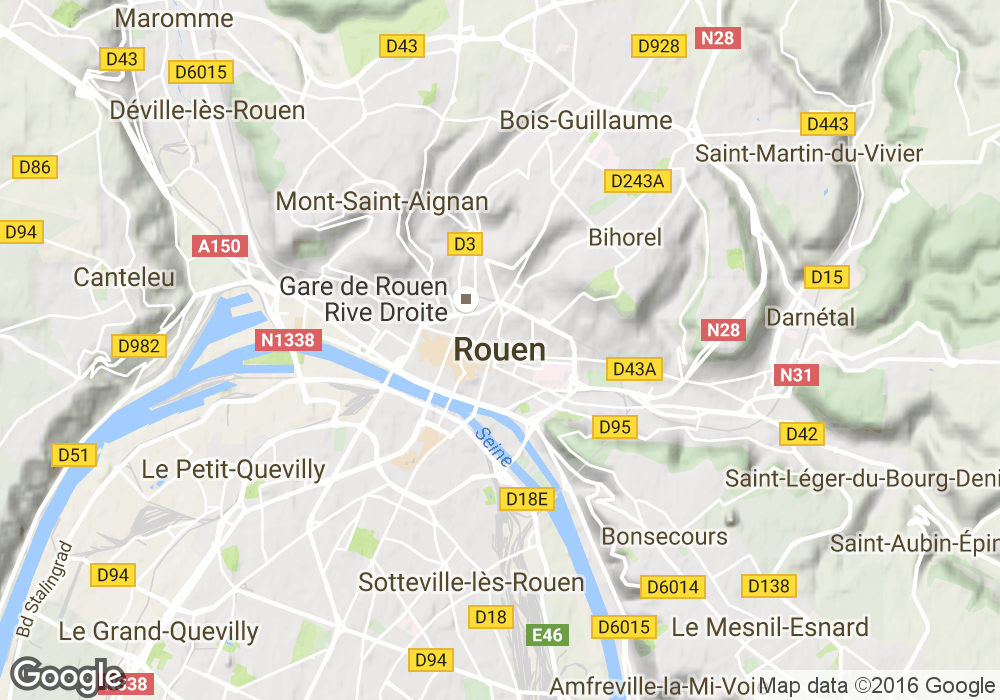 Maromme
D43
N28
D43
D928
D6015
Déville-lès-Rouen
Bois-Guillaume
D443
Saint-Martin-du-Vivier
D86
D243A
Mont-Saint-Aignan
D94
A150
D3
Bihorel
Canteleu
D15
Gare de Rouen
Rive Droite
Darnétal
N28
N1338
D982
Rouen
D43A
N31
D95
D42
Seine
D51
Le Petit-Quevilly
Saint-Léger-du-Bourg-Deni
D18E
Bonsecours
Saint-Aubin-Épin
Bd Stalingrad
D94
Sotteville-lès-Rouen
D6014
D138
D18
Le Grand-Quevilly
E46
D6015
Le Mesnil-Esnard
D94
Google
Amfreville-la-Mi-Voi
Map data ©2016 Google